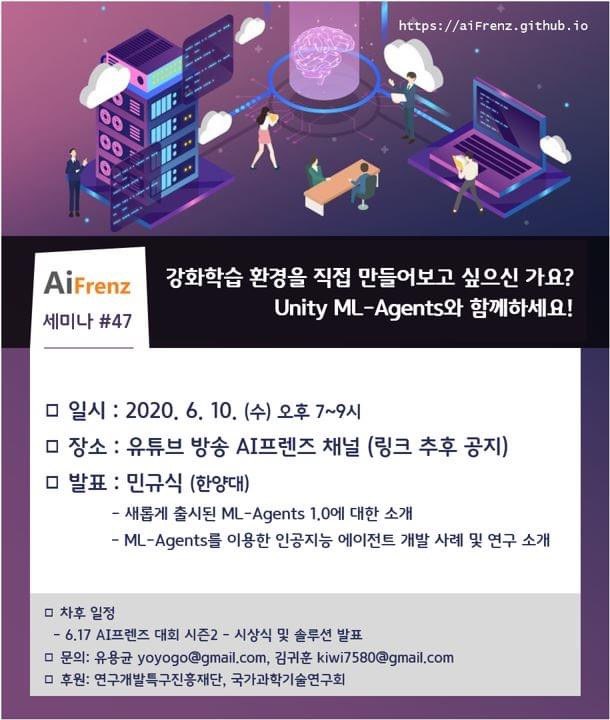 https://aiFrenz.github.io
AiFrenz
세미나 #47
강화학습 환경을 직접 만들어보고 싶으신 가요?
Unity ML-Agents와 함께하세요!
□ 일시 : 2020. 6. 10. (수) 오후 7~9시
□ 장소 : 유튜브 방송 AI프렌즈 채널 (링크 추후 공지)
□ 발표 : 민규식 (한양대)
- 새롭게 출시된 ML-Agents 1.0에 대한 소개
- ML-Agents를 이용한 인공지능 에이전트 개발 사례 및 연구 소개
□ 차후 일정
- 6.17 AI프렌즈 대회 시즌2 - 시상식 및 솔루션 발표
□ 문의: 유용균 yoyogo@gmail.com, 김귀훈 kiwi7580@gmail.com
□ 후원: 연구개발특구진흥재단, 국가과학기술연구회